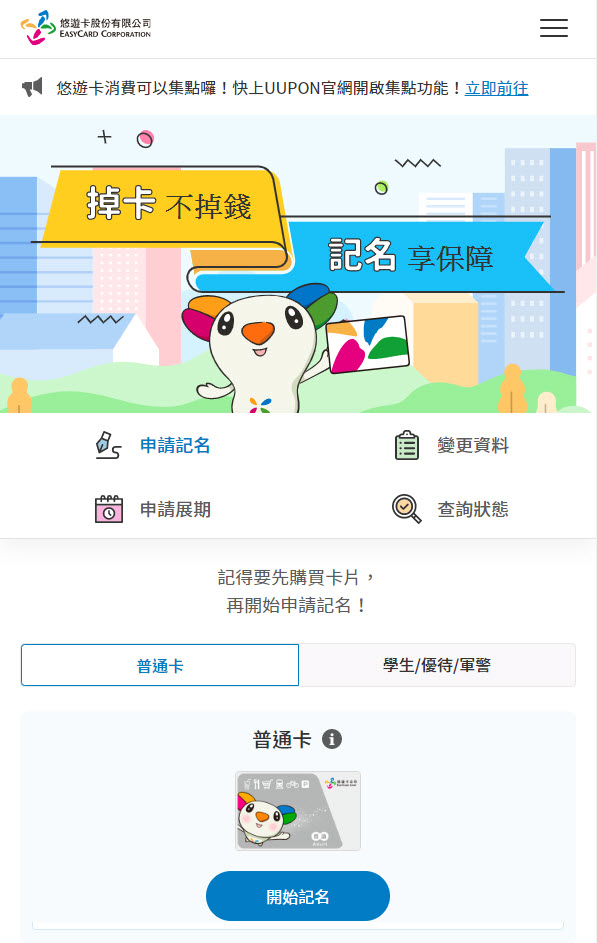 悠遊卡股份有限公司
EASYCARD CORPORATION
悠遊卡消費可以集點囉！快上UUPON官網開啟集點功能！立即前往
掉卡 不掉錢
記名 享保障
申請記名
變更資料
申請展期
查詢狀態
記得要先購買卡片，
再開始申請記名！
普通卡
學生/優待/軍警
普通卡
開始記名